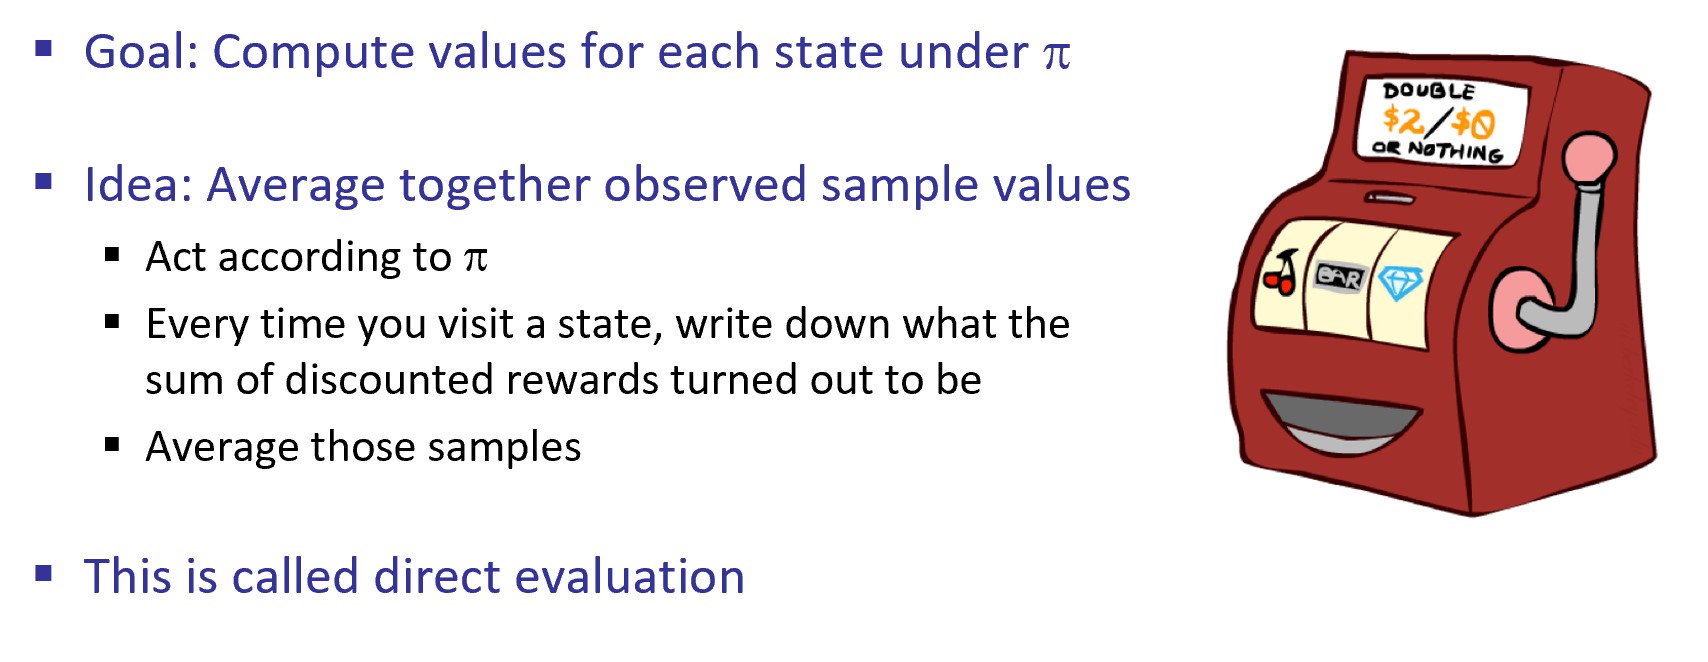 ▪ Goal: Compute values for each state under π
▪ Idea: Average together observed sample values
▪ Act according to π
▪ Every time you visit a state, write down what the
sum of discounted rewards turned out to be
▪ Average those samples
▪ This is called direct evaluation
DOUBLE
$2/$0
OR NOTHING
BAR